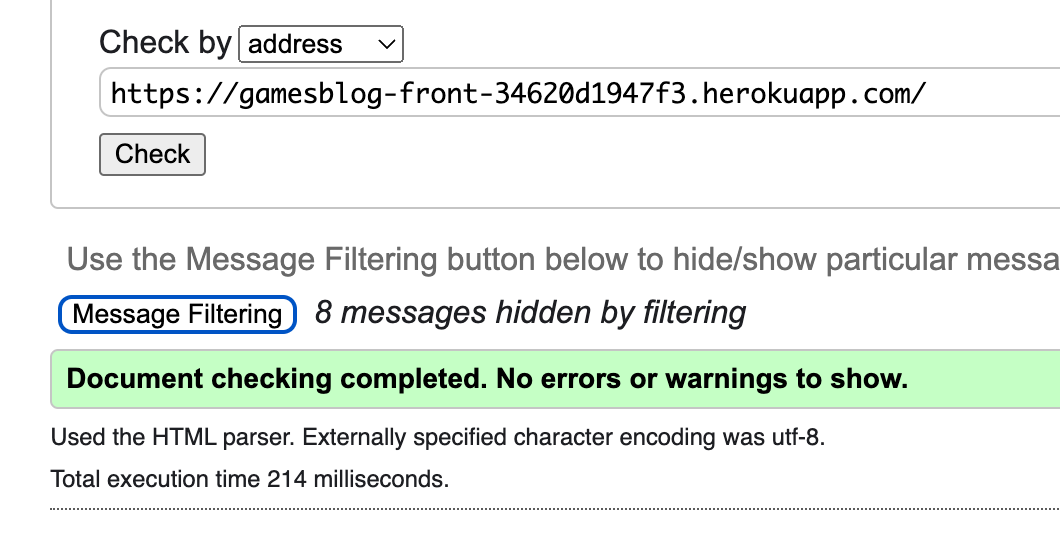 Check by address
https://gamesblog-front-34620d1947f3.herokuapp.com/
Check
Use the Message Filtering button below to hide/show particular messa
Message Filtering 8 messages hidden by filtering
Document checking completed. No errors or warnings to show.
Used the HTML parser. Externally specified character encoding was utf-8.
Total execution time 214 milliseconds.